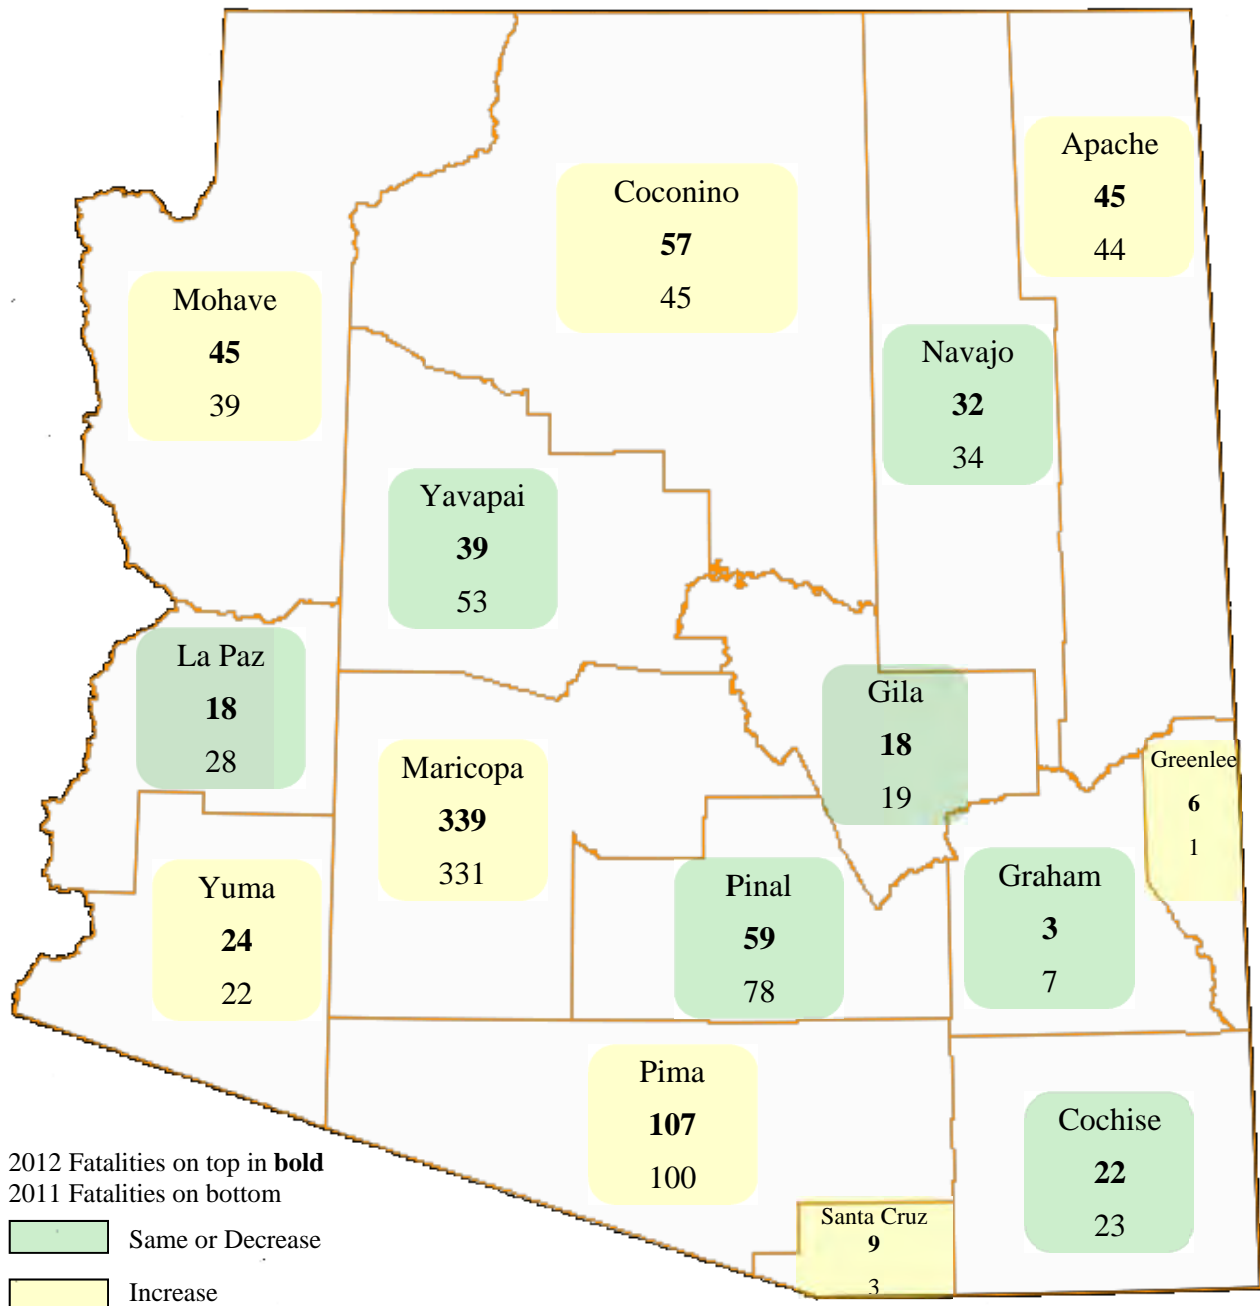 Apache
45
44
Coconino
57
45
Mohave
45
39
Navajo
32
34
Yavapai
39
53
La Paz
18
28
Gila
18
19
Maricopa
339
331
Greenlee
6
1
Yuma
24
22
Pinal
59
78
Graham
3
7
Pima
107
100
Cochise
22
23
Santa Cruz
9
3
2012 Fatalities on top in bold
2011 Fatalities on bottom
Same or Decrease
Increase